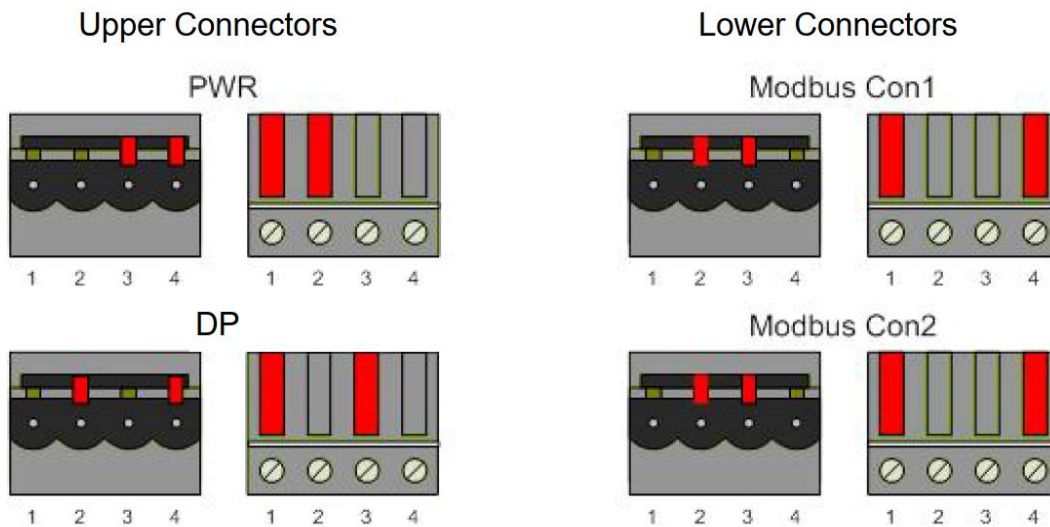 Upper Connectors
Lower Connectors
PWR
Modbus Con1
1 2 3 4
1 2 3 4
1 2 3 4
1 2 3 4
DP
Modbus Con2
1 2 3 4
1 2 3 4
1 2 3 4
1 2 3 4